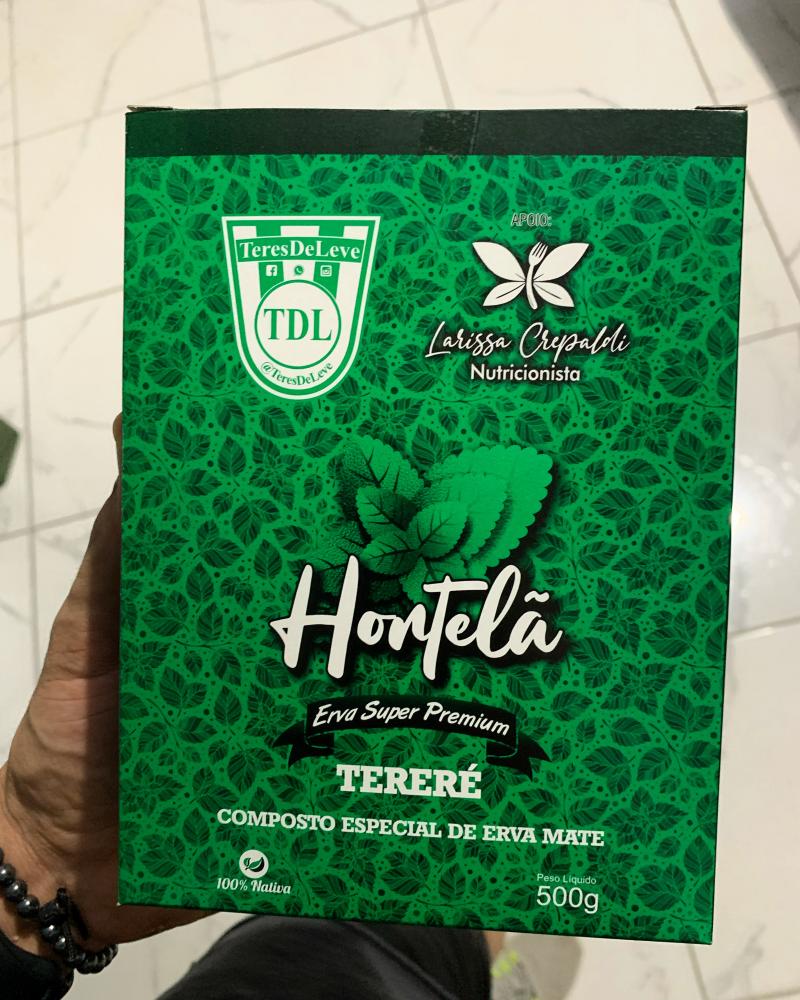 TeresDeLeve
TDL
@TeresDeLeve
APOIO:
Larissa Crepaldi
Nutricionista
Hortelã
Erva Super Premium
TERERÉ
COMPOSTO ESPECIAL DE ERVA MATE
100% Nativa
Peso Líquido
500g